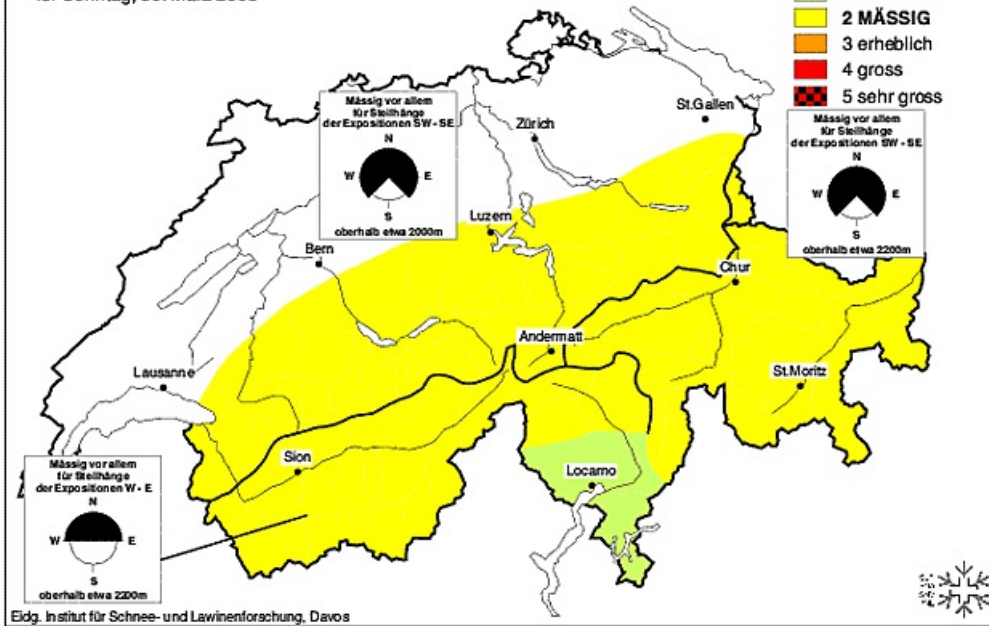 2 MÄSSIG
3 erheblich
4 gross
5 sehr gross
Mässig vor allem
für Steilhänge
der Expositionen SW - SE
N
W E
S
oberhalb etwa 2000m
Zürich
St.Gallen
Mässig vor allem
für Steilhänge
der Expositionen SW - SE
N
W E
S
oberhalb etwa 2200m
Luzern
Bern
Chur
Andermatt
Lausanne
St.Moritz
Sion
Locarno
Mässig vor allem
für Steilhänge
der Expositionen W - E
N
W E
S
oberhalb etwa 2200m
Eidg. Institut für Schnee- und Lawinenforschung, Davos